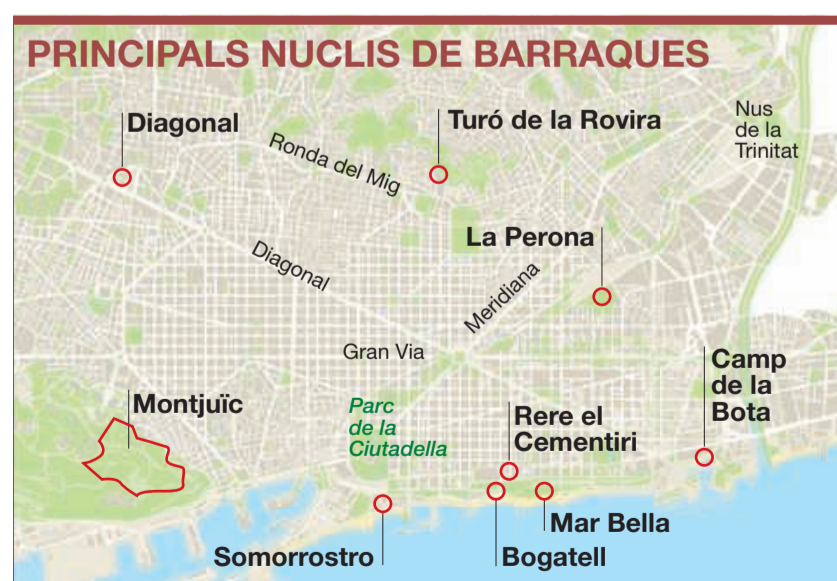 PRINCIPALS NUCLIS DE BARRAQUES
Diagonal
Ronda del Mig
Turó de la Rovira
Nus
de la
Trinitat
La Perona
Diagonal
Meridiana
Gran Via
Camp
de la
Bota
Montjuïc
Parc
de la
Ciutadella
Rere el
Cementiri
Mar Bella
Somorrostro
Bogatell